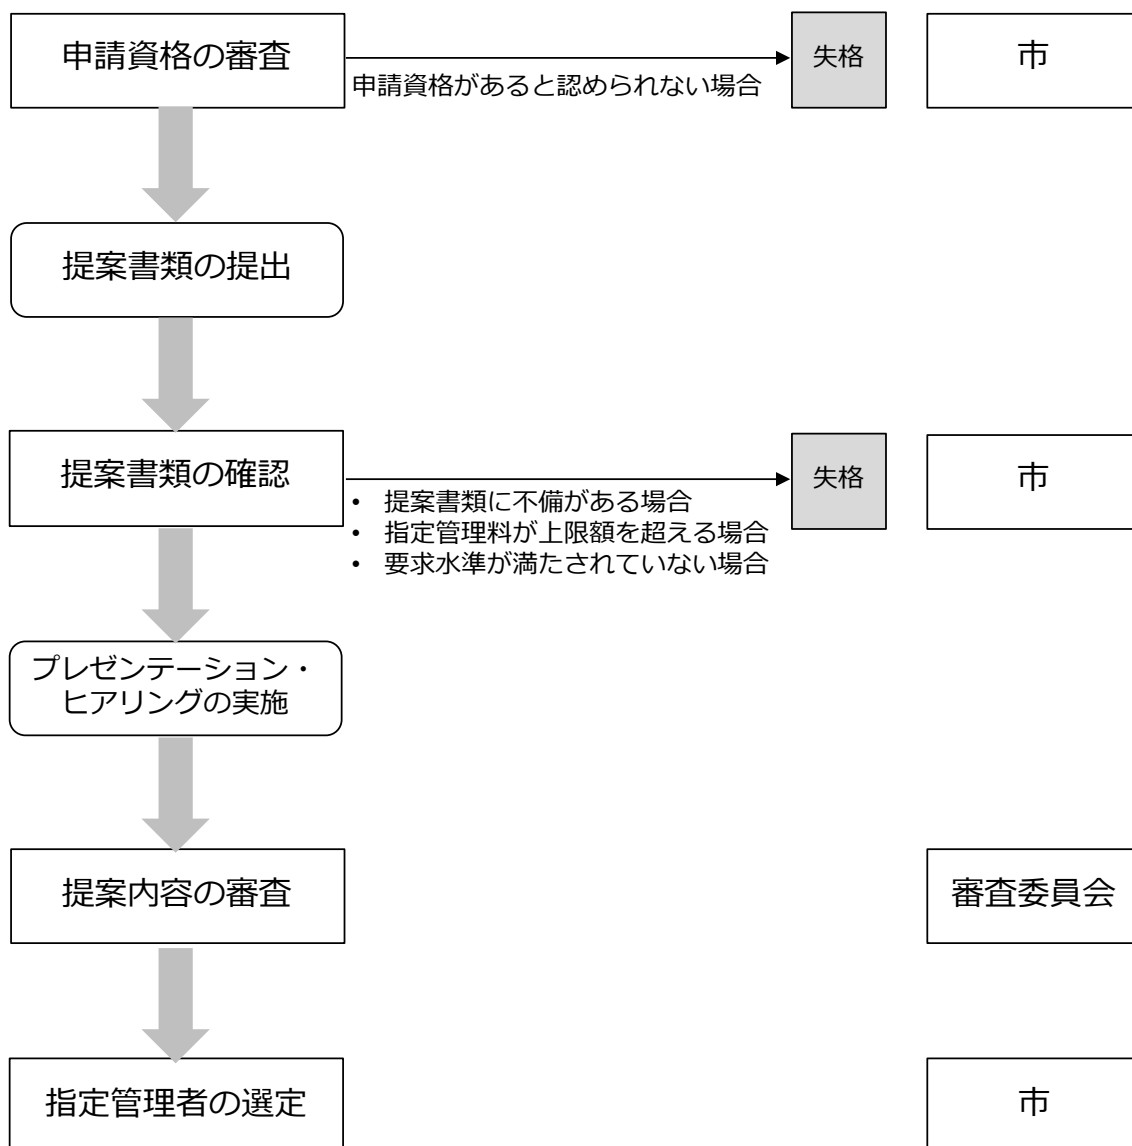 申請資格の審査
申請資格があると認められない場合
失格
市
提案書類の提出
提案書類の確認
• 提案書類に不備がある場合
• 指定管理料が上限額を超える場合
• 要求水準が満たされていない場合
失格
市
プレゼンテーション・
ヒアリングの実施
提案内容の審査
審査委員会
指定管理者の選定
市